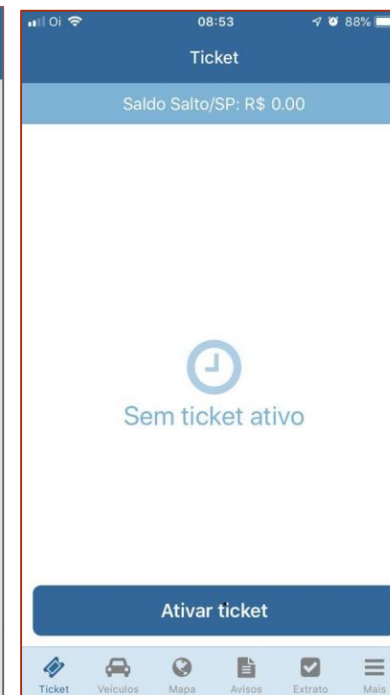 Oi 08:53 88%
Ticket
Saldo Salto/SP: R$ 0.00
Sem ticket ativo
Ativar ticket
Ticket Veículos Mapa Avisos Extrato Mais